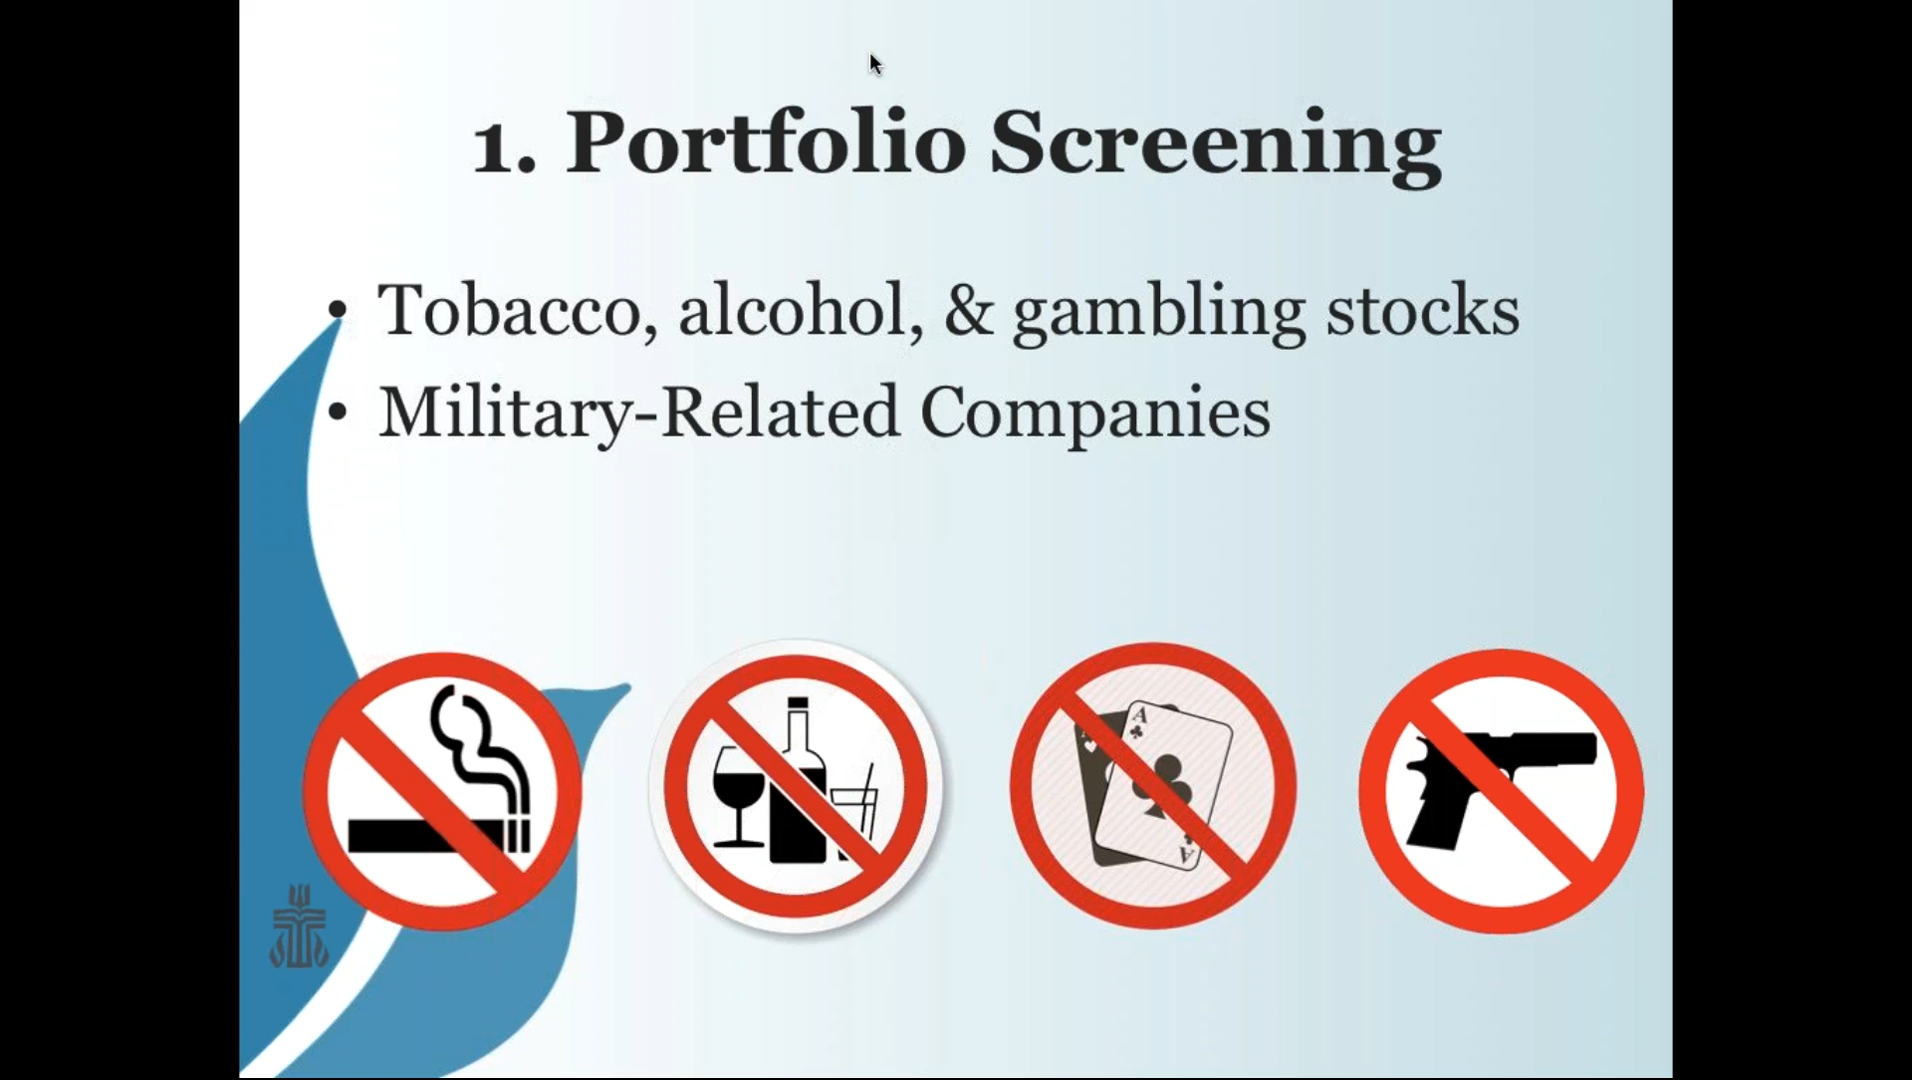 1. Portfolio Screening
• Tobacco, alcohol, & gambling stocks
• Military-Related Companies
A
A
A